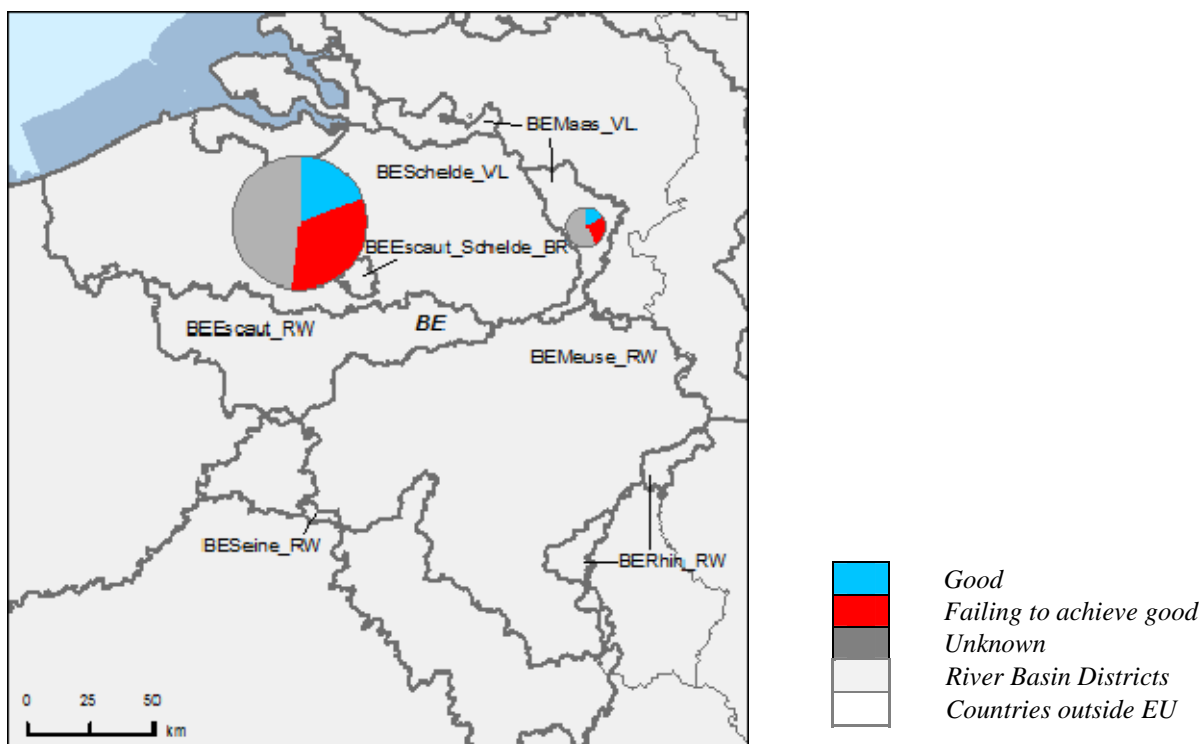 BEMaas_VL
BESchelde_VL
BEEscaut_Schelde_BR
BEEscaut_RW
BE
BEMeuse_RW
BESeine_RW
BERhin_RW
0 25 50
km
Good
Failing to achieve good
Unknown
River Basin Districts
Countries outside EU